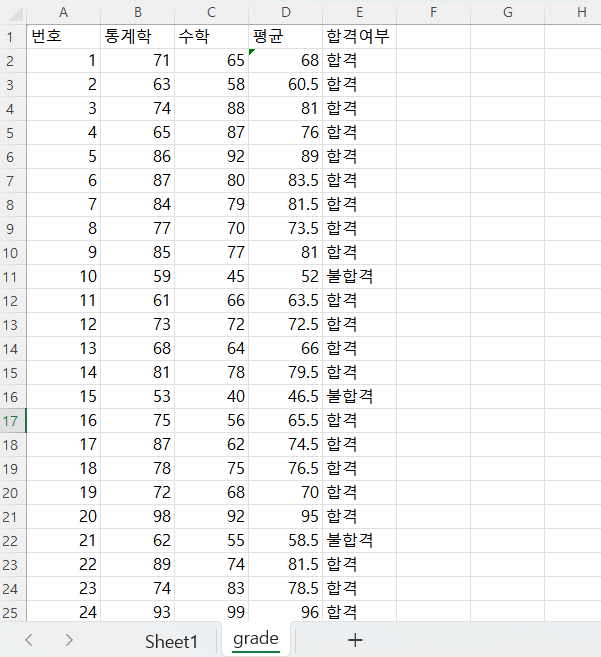 A B C D E F G H
1 번호 통계학 수학 평균 합격여부
2 1 71 65 68 합격
3 2 63 58 60.5 합격
4 3 74 88 81 합격
5 4 65 87 76 합격
6 5 86 92 89 합격
7 6 87 80 83.5 합격
8 7 84 79 81.5 합격
9 8 77 70 73.5 합격
10 9 85 77 81 합격
11 10 59 45 52 불합격
12 11 61 66 63.5 합격
13 12 73 72 72.5 합격
14 13 68 64 66 합격
15 14 81 78 79.5 합격
16 15 53 40 46.5 불합격
17 16 75 56 65.5 합격
18 17 87 62 74.5 합격
19 18 78 75 76.5 합격
20 19 72 68 70 합격
21 20 98 92 95 합격
22 21 62 55 58.5 불합격
23 22 89 74 81.5 합격
24 23 74 83 78.5 합격
25 24 93 99 96 합격
Sheet1 grade